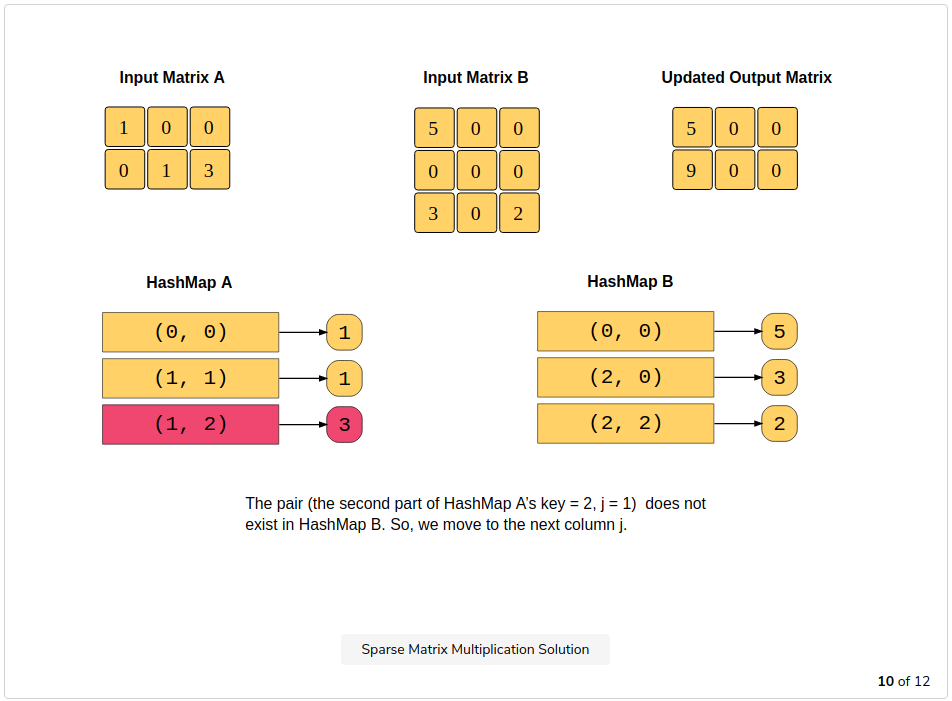 Input Matrix A
Input Matrix B
Updated Output Matrix
1 0 0
0 1 3
5 0 0
0 0 0
3 0 2
5 0 0
9 0 0
HashMap A
(0, 0) 1
(1, 1) 1
(1, 2) 3
HashMap B
(0, 0) 5
(2, 0) 3
(2, 2) 2
The pair (the second part of HashMap A’s key = 2, j = 1)  does not
exist in HashMap B. So, we move to the next column j.
Sparse Matrix Multiplication Solution
10 of 12